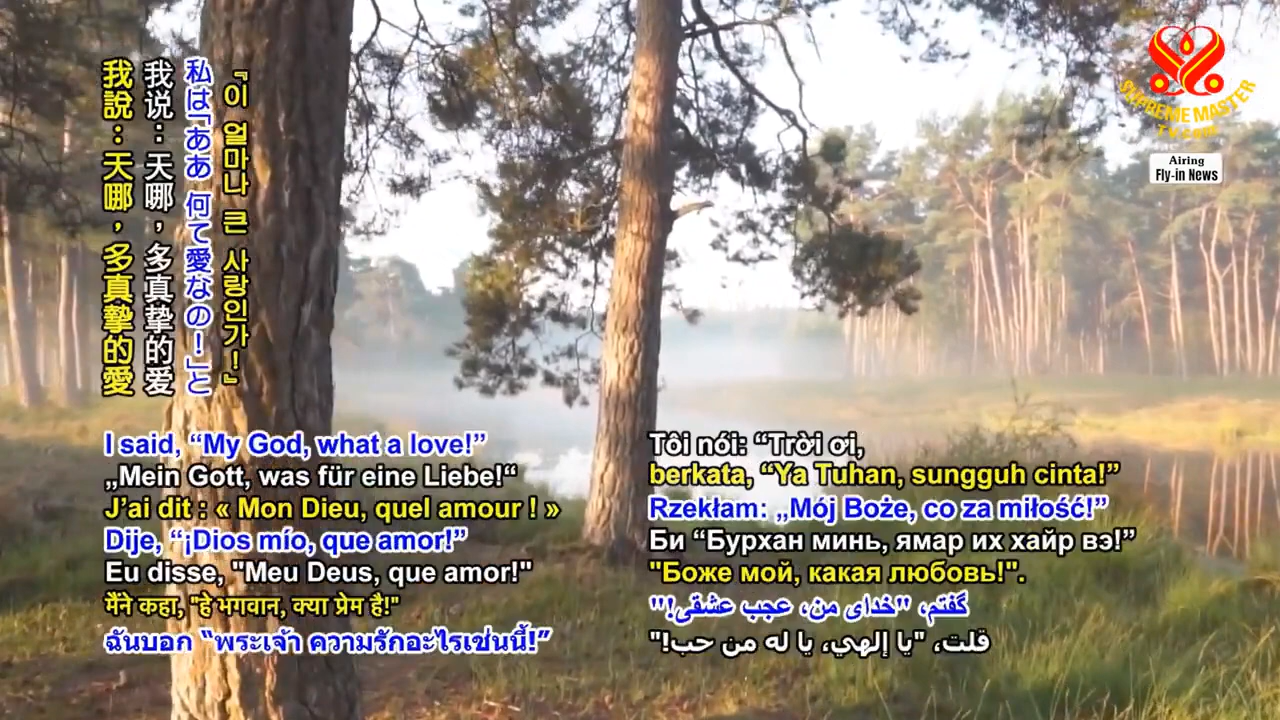 我說：天哪，多真摯的愛
我说：天哪，多真挚的爱
私は「ああ 何て愛なの！」と
『이 얼마나 큰 사랑인가！』
I said, “My God, what a love!”
„Mein Gott, was für eine Liebe!“
J’ai dit : « Mon Dieu, quel amour ! »
Dije, “¡Dios mío, que amor!”
Eu disse, "Meu Deus, que amor!"
मैंने कहा, "हे भगवान, क्या प्रेम है!"
ฉันบอก “พระเจ้า ความรักอะไรเช่นนี้!”
Tôi nói: “Trời ơi,
berkata, “Ya Tuhan, sungguh cinta!”
Rzekłam: „Mój Boże, co za miłość!”
Би “Бурхан минь, ямар их хайр вэ!”
"Боже мой, какая любовь!".
گفتم، "خدای من، عجب عشقی!"
قلت، "يا إلهي، يا له من حب!"
SUPREME MASTER
TV.com
Airing
Fly-in News